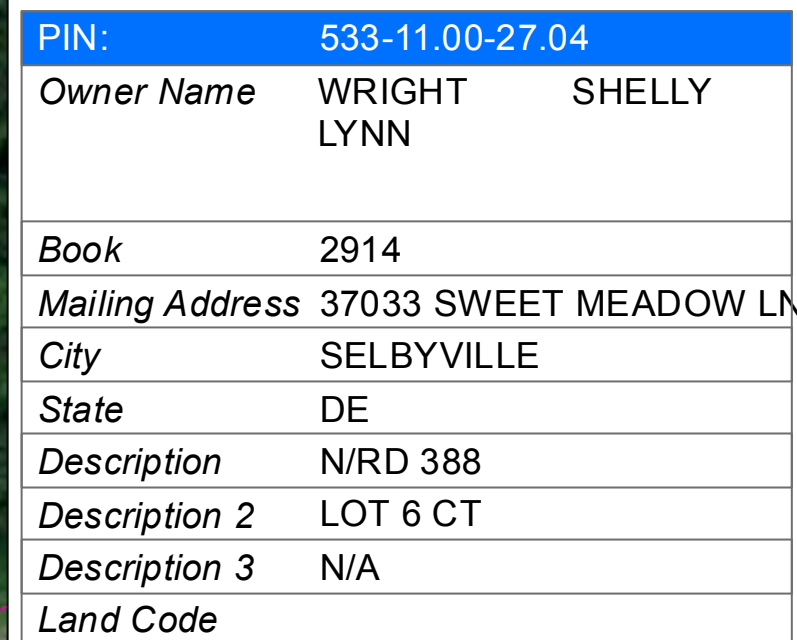 PIN: 533-11.00-27.04
Owner Name WRIGHT SHELLY
LYNN
Book 2914
Mailing Address 37033 SWEET MEADOW LN
City SELBYVILLE
State DE
Description N/RD 388
Description 2 LOT 6 CT
Description 3 N/A
Land Code